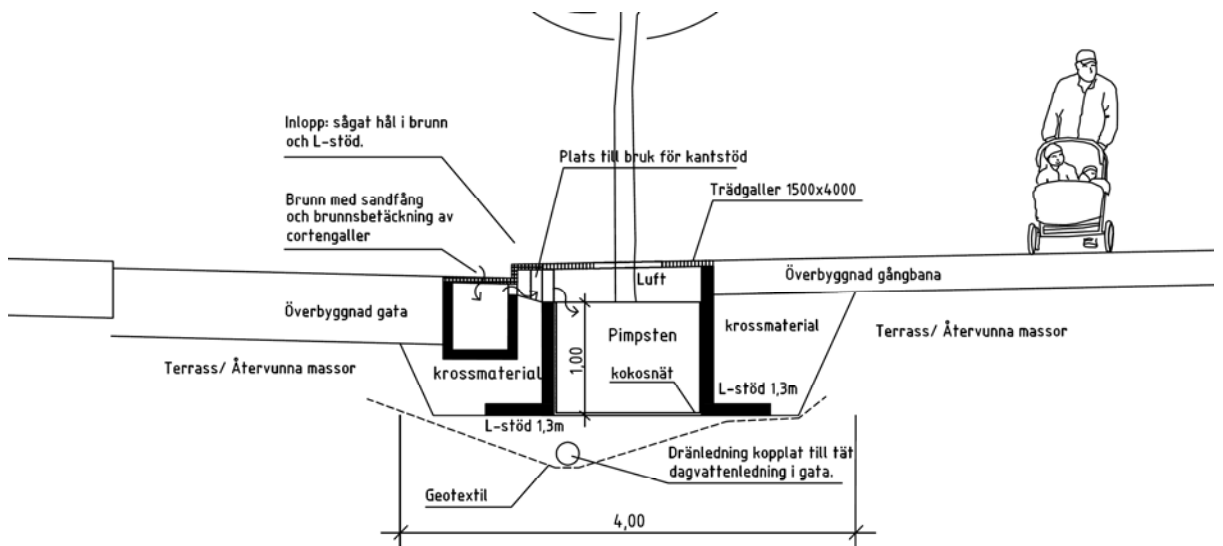 Inlopp: sågat hål i brunn
och L-stöd.
Plats till bruk för kantstöd
Trädgaller 1500x4000
Brunn med sandfång
och brunnsbetäckning av
cortengaller
Luft
Överbyggnad gångbana
Överbyggnad gata
Pimpsten
krossmaterial
Terrass/ Återvunna massor
1,00
Terrass/ Återvunna massor
krossmaterial
kokosnät
L-stöd 1,3m
L-stöd 1,3m
Dränledning kopplat till tät
dagvattenledning i gata.
Geotextil
4,00